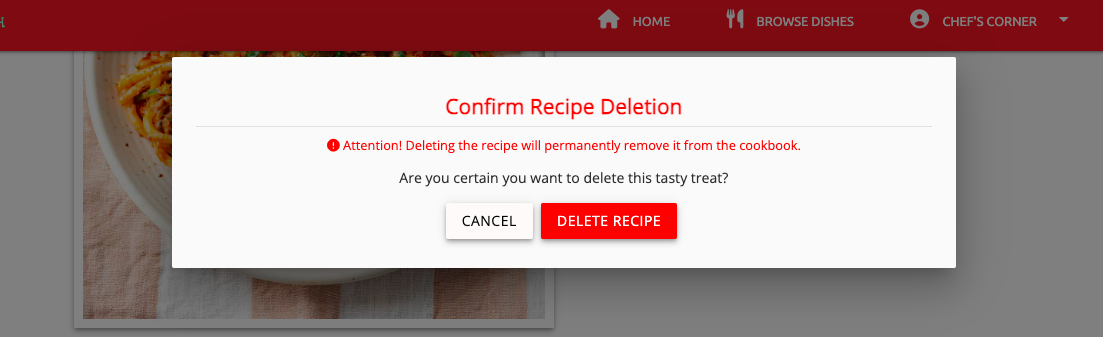 HOME
BROWSE DISHES
CHEF'S CORNER
Confirm Recipe Deletion
Attention! Deleting the recipe will permanently remove it from the cookbook.
Are you certain you want to delete this tasty treat?
CANCEL
DELETE RECIPE